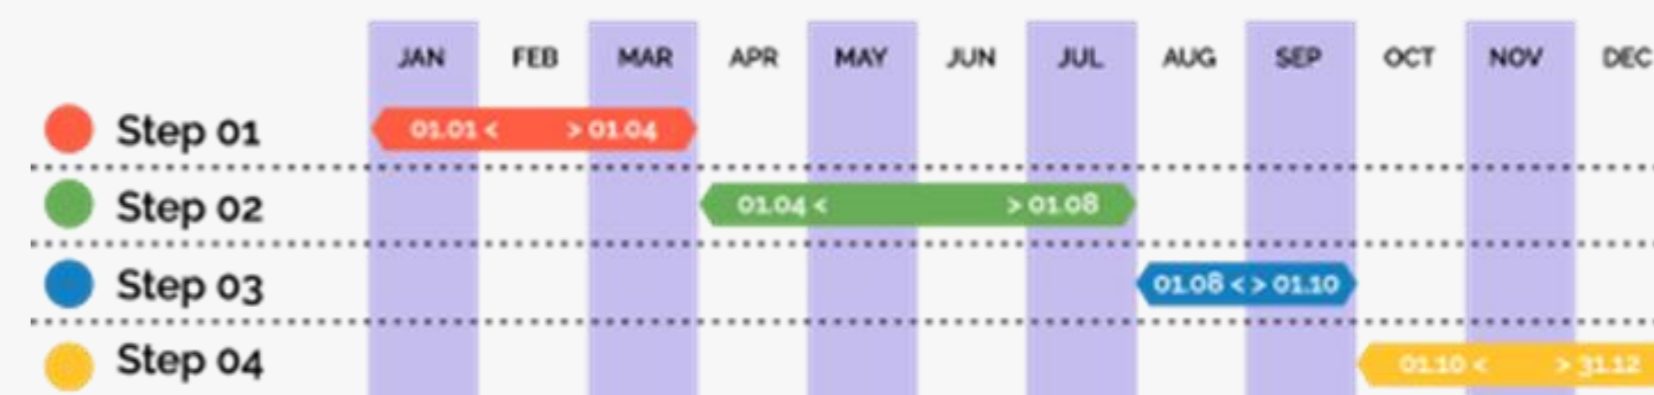 JAN FEB MAR APR MAY JUN JUL AUG SEP OCT NOV DEC
Step 01 01.01 < > 01.04
Step 02 01.04 < > 01.08
Step 03 01.08 < > 01.10
Step 04 01.10 < > 31.12